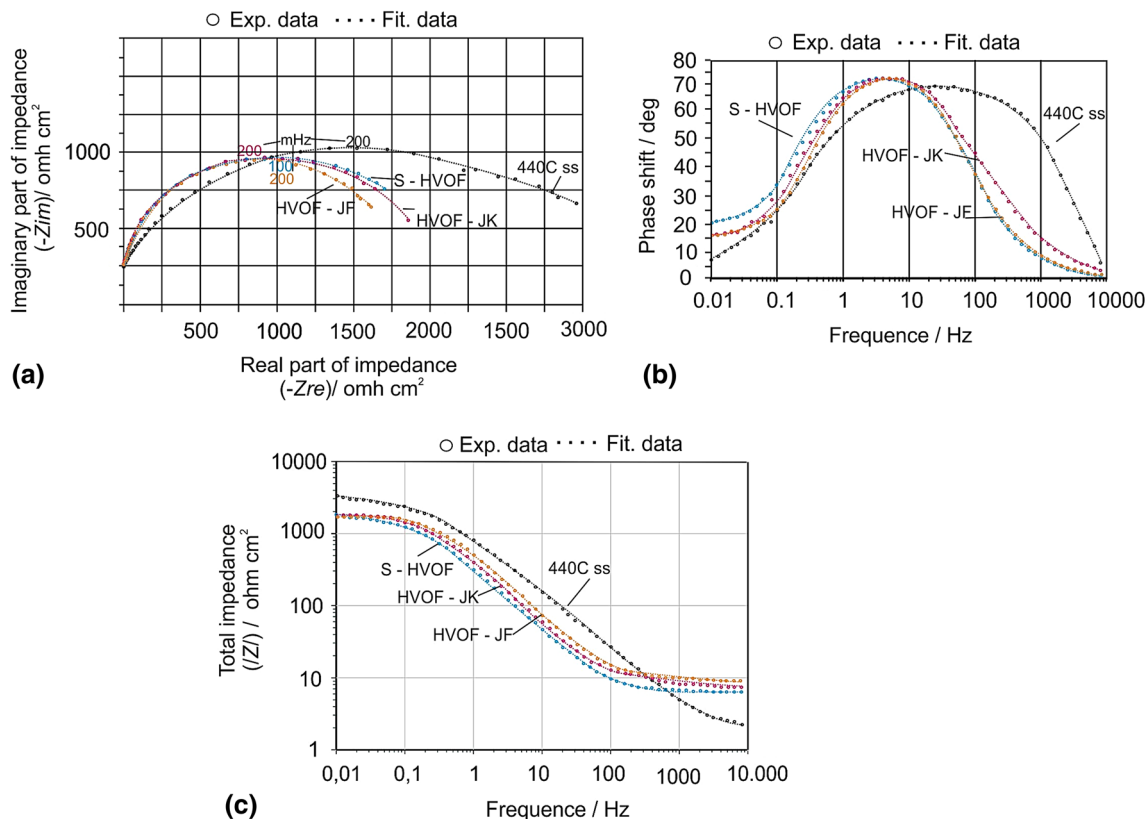 Exp. data Fit. data
Imaginary part of impedance
(-Zim)/ omh cm²
1000
500
mHz
200
200
100
200
440C ss
S - HVOF
HVOF - JF
HVOF - JK
500 1000 1500 2000 1500 3000
Real part of impedance
(-Zre)/ omh cm²
(a)
Exp. data Fit. data
Phase shift / deg
80
70
60
50
40
30
20
10
0
S - HVOF
440C ss
HVOF - JK
HVOF - JF
0.01 0.1 1 10 100 1000 10000
Frequence / Hz
(b)
Exp. data Fit. data
Total impedance
(/Z/) / ohm cm²
10000
1000
100
10
1
S - HVOF
HVOF - JK
HVOF - JF
440C ss
0,01 0,1 1 10 100 1000 10.000
Frequence / Hz
(c)